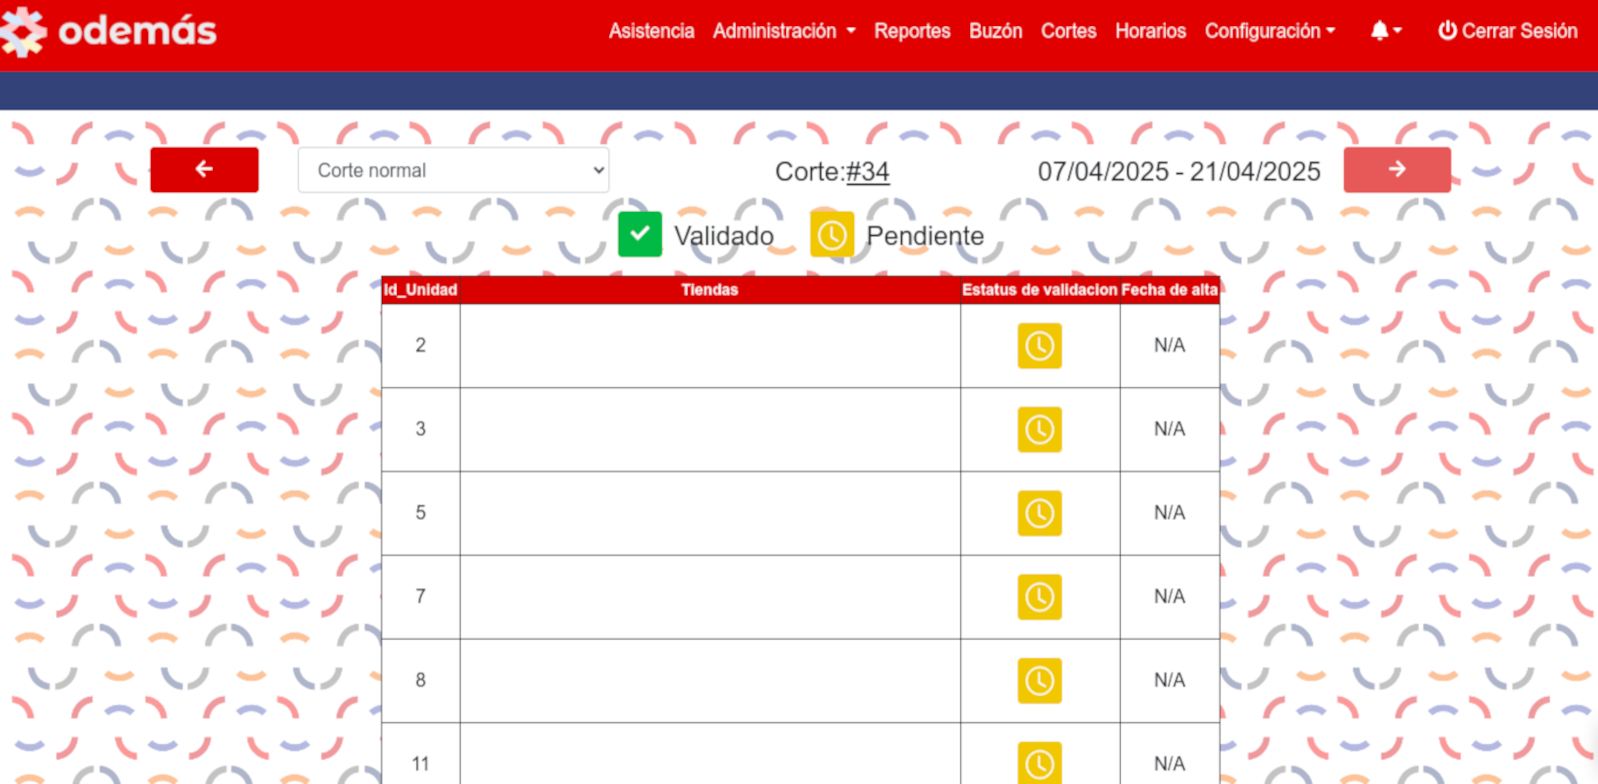 odemás
Asistencia Administración Reportes Buzón Cortes Horarios Configuración Cerrar Sesión
Corte normal Corte:#34 07/04/2025 - 21/04/2025
Validado Pendiente
Id_Unidad Tiendas Estatus de validacion Fecha de alta
2 N/A
3 N/A
5 N/A
7 N/A
8 N/A
11 N/A